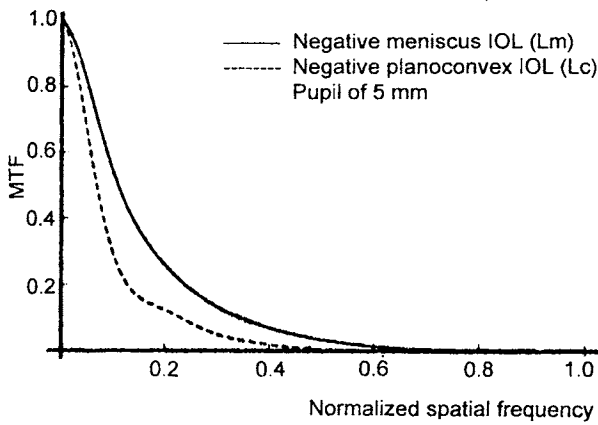 1.0
Negative meniscus IOL (Lm)
Negative planoconvex IOL (Lc)
Pupil of 5 mm
0.8
0.6
MTF
0.4
0.2
0.2 0.4 0.6 0.8 1.0
Normalized spatial frequency